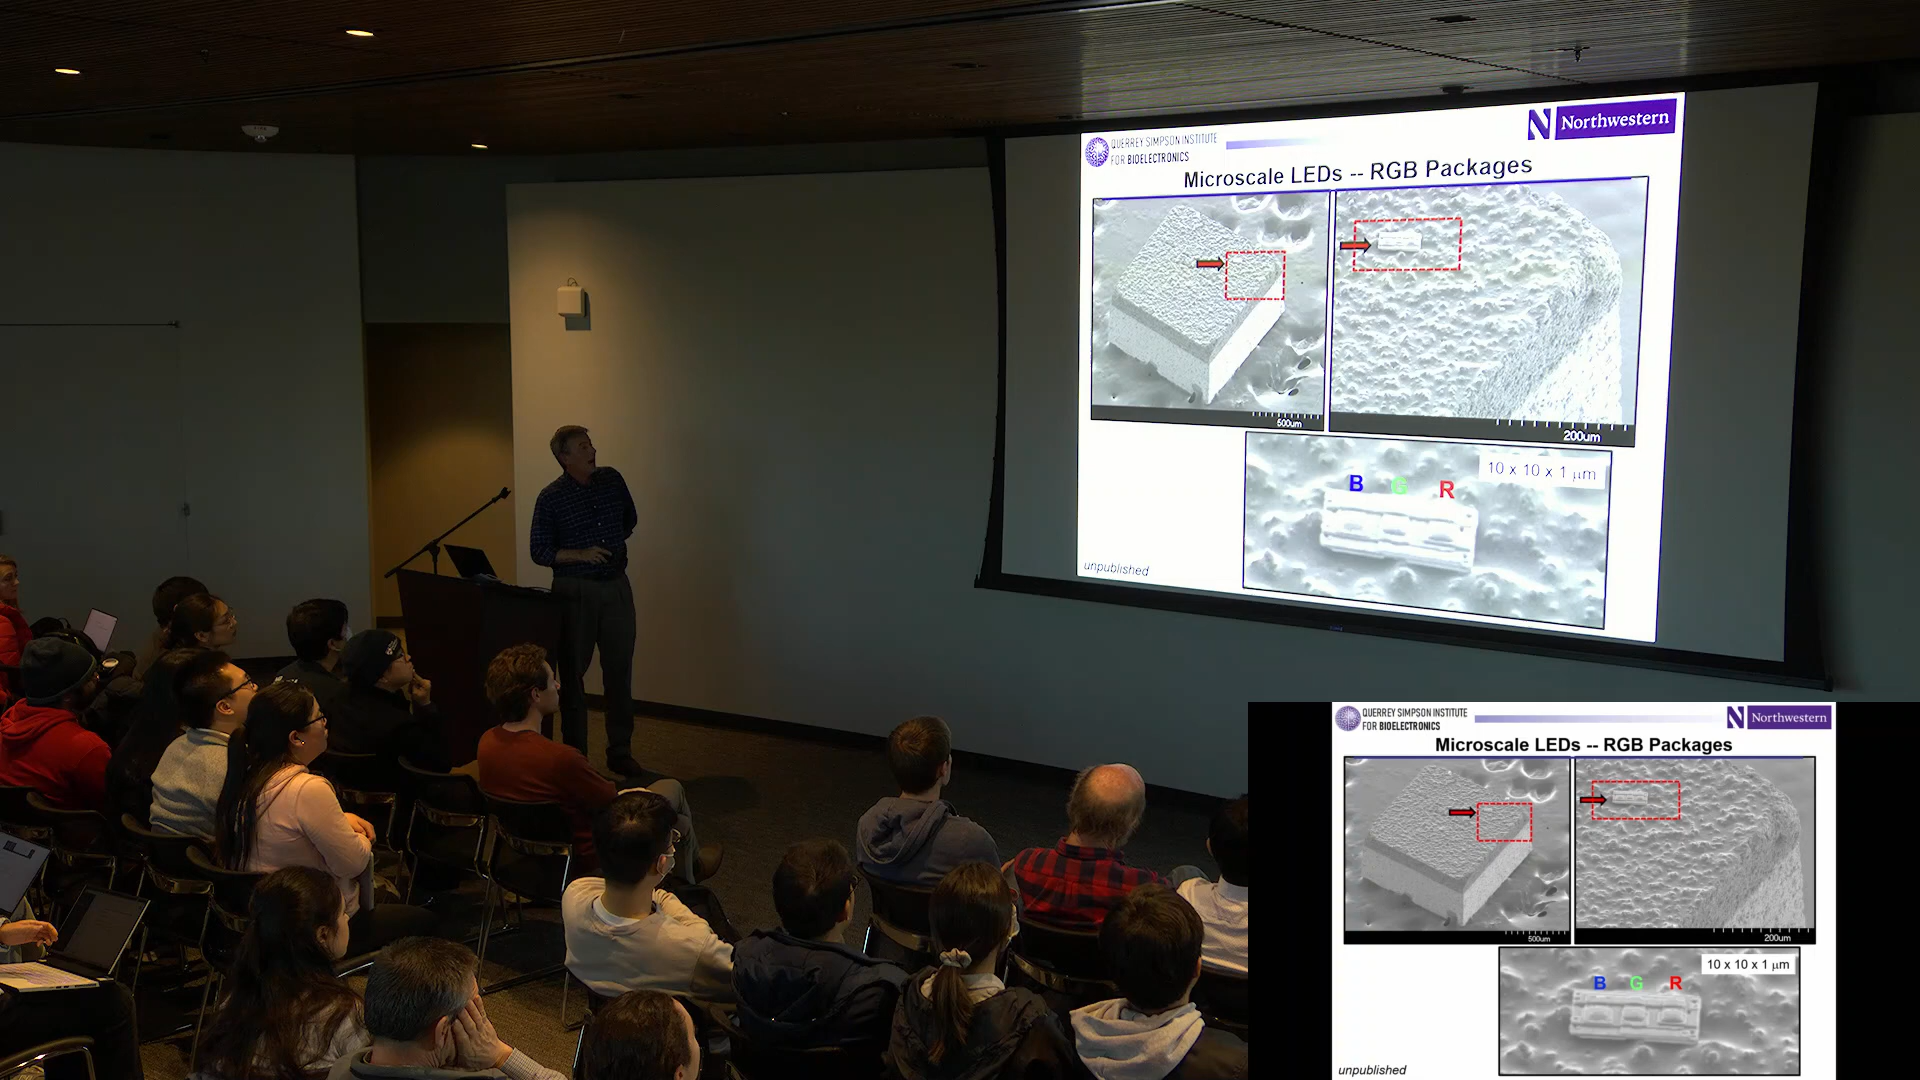 QUERREY SIMPSON INSTITUTE
FOR BIOELECTRONICS
N Northwestern
Microscale LEDs -- RGB Packages
500um
200um
10 x 10 x 1 μm
B G R
unpublished
QUERREY SIMPSON INSTITUTE
FOR BIOELECTRONICS
N Northwestern
Microscale LEDs -- RGB Packages
500um
200um
10 x 10 x 1 μm
B G R
unpublished